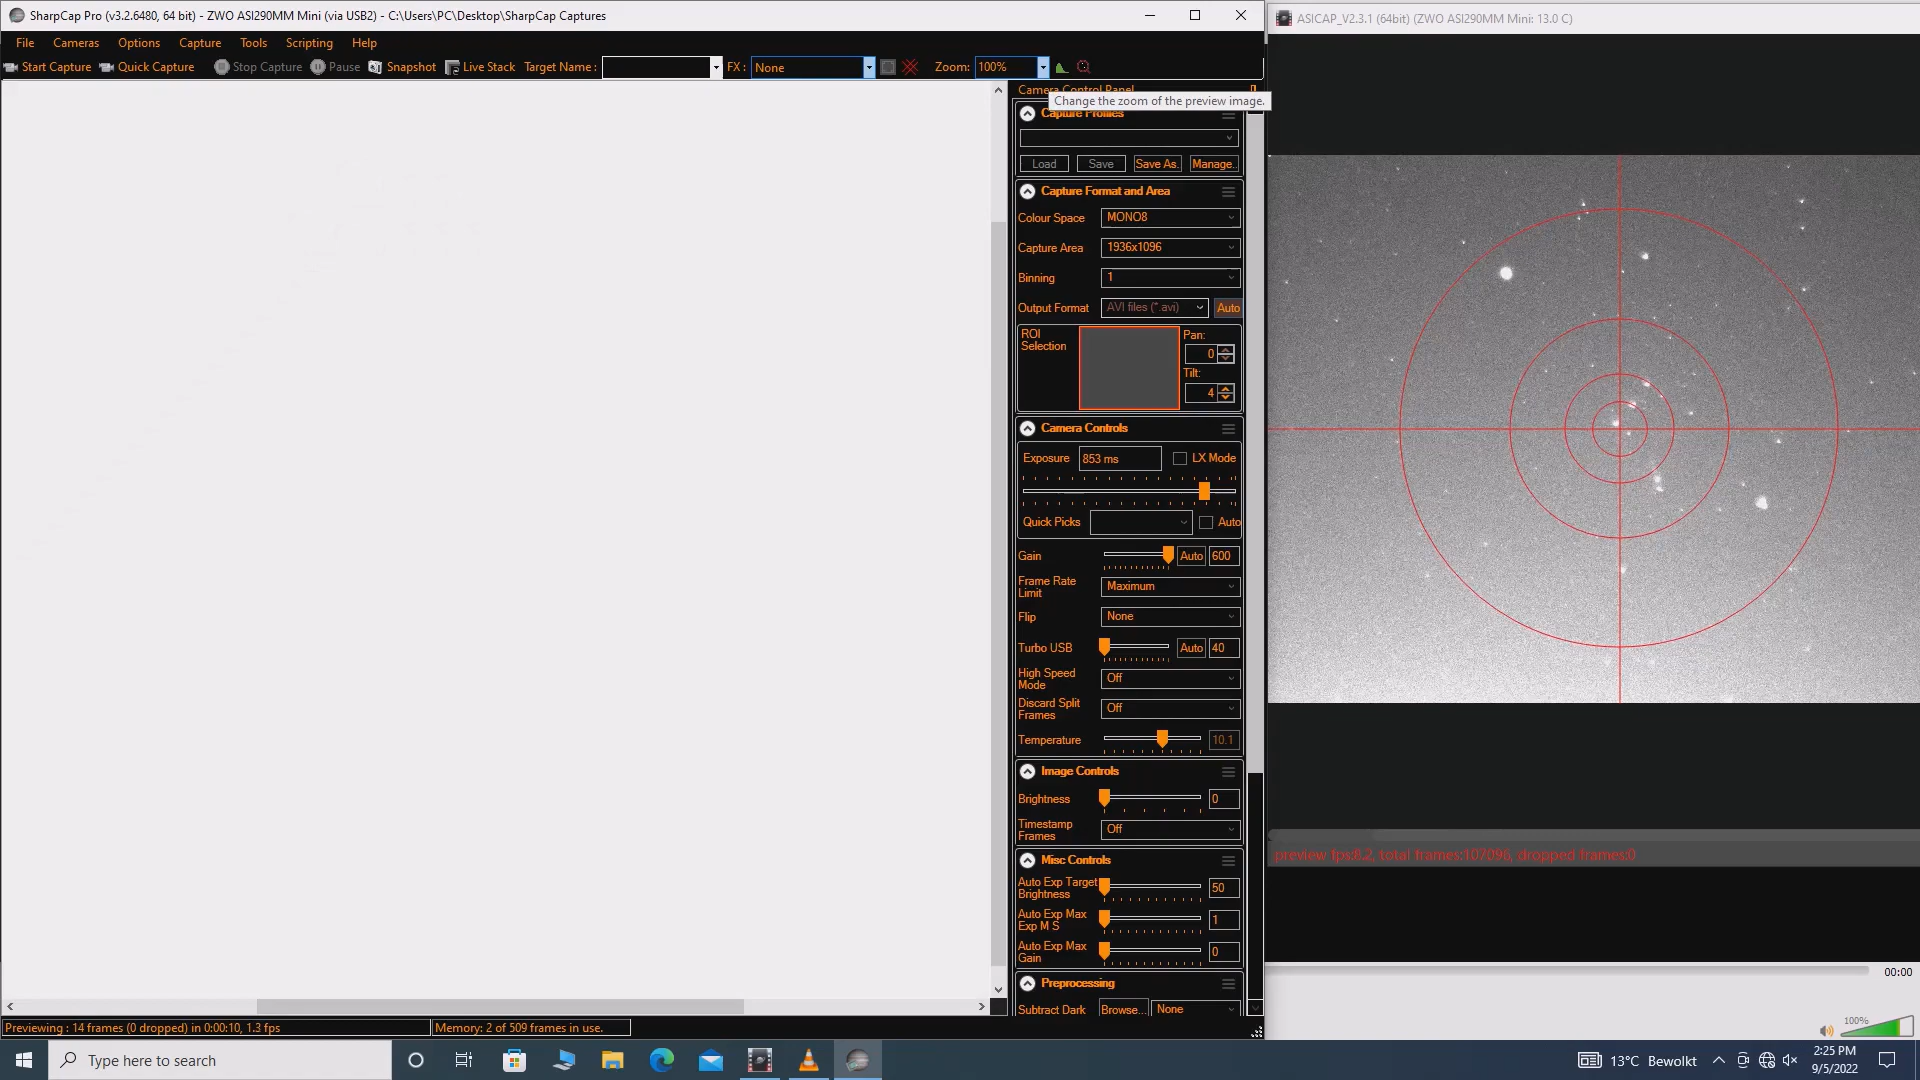 SharpCap Pro (v3.2.6480, 64 bit) - ZWO ASI290MM Mini (via USB2) - C:\Users\PC\Desktop\SharpCap Captures
File Cameras Options Capture Tools Scripting Help
Start Capture Quick Capture Stop Capture Pause Snapshot Live Stack Target Name : FX : None Zoom: 100%
Camera Control Panel
Change the zoom of the preview image.
Capture Profiles
Load Save Save As. Manage..
Capture Format and Area
Colour Space MONO8
Capture Area 1936x1096
Binning 1
Output Format AVI files (*.avi) Auto
ROI Selection
Pan:
0
Tilt:
4
Camera Controls
Exposure 853 ms LX Mode
Quick Picks Auto
Gain Auto 600
Frame Rate Limit Maximum
Flip None
Turbo USB Auto 40
High Speed Mode Off
Discard Split Frames Off
Temperature 10.1
Image Controls
Brightness 0
Timestamp Frames Off
Misc Controls
Auto Exp Target Brightness 50
Auto Exp Max Exp M S 1
Auto Exp Max Gain 0
Preprocessing
Subtract Dark Browse... None
Previewing : 14 frames (0 dropped) in 0:00:10, 1.3 fps
Memory: 2 of 509 frames in use.
ASICAP_V2.3.1 (64bit) (ZWO ASI290MM Mini: 13.0 C)
preview fps:8.2, total frames:107096, dropped frames:0
00:00
100%
Type here to search
13°C Bewolkt
2:25 PM
9/5/2022